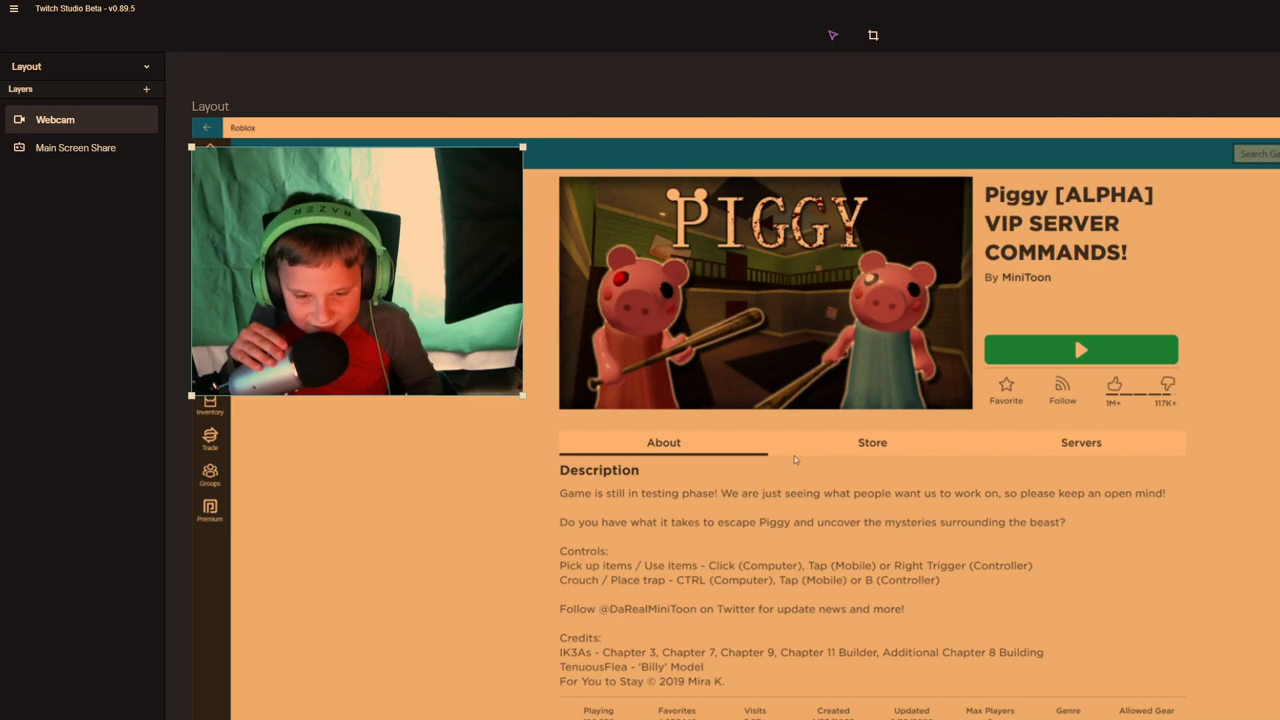 Twitch Studio Beta - v0.89.5
Layout
Layers
Webcam
Main Screen Share
Layout
Roblox
Search
RAZER
PIGGY
Piggy [ALPHA]
VIP SERVER
COMMANDS!
By MiniToon
Favorite
Follow
1M+
117K+
Inventory
Trade
Groups
Premium
About
Store
Servers
Description
Game is still in testing phase! We are just seeing what people want us to work on, so please keep an open mind!
Do you have what it takes to escape Piggy and uncover the mysteries surrounding the beast?
Controls:
Pick up items / Use items - Click (Computer), Tap (Mobile) or Right Trigger (Controller)
Crouch / Place trap - CTRL (Computer), Tap (Mobile) or B (Controller)
Follow @DaRealMiniToon on Twitter for update news and more!
Credits:
IK3As - Chapter 3, Chapter 7, Chapter 9, Chapter 11 Builder, Additional Chapter 8 Building
TenuousFlea - 'Billy' Model
For You to Stay © 2019 Mira K.
Playing
Favorites
Visits
Created
Updated
Max Players
Genre
Allowed Gear